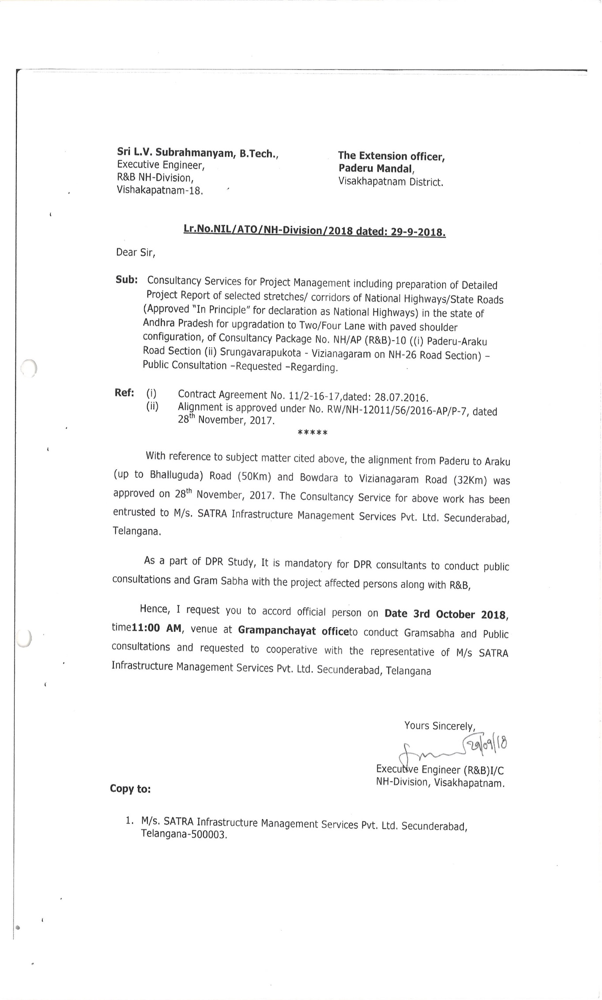 Sri L.V. Subrahmanyam, B.Tech.,
Executive Engineer,
R&B NH-Division,
Vishakapatnam-18.
The Extension officer,
Paderu Mandal,
Visakhapatnam District.
Lr.No.NIL/ATO/NH-Division/2018 dated: 29-9-2018.
Dear Sir,
Sub: Consultancy Services for Project Management including preparation of Detailed
Project Report of selected stretches/ corridors of National Highways/State Roads
(Approved "In Principle" for declaration as National Highways) in the state of
Andhra Pradesh for upgradation to Two/Four Lane with paved shoulder
configuration, of Consultancy Package No. NH/AP (R&B)-10 ((i) Paderu-Araku
Road Section (ii) Srungavarapukota - Vizianagaram on NH-26 Road Section) –
Public Consultation –Requested –Regarding.
Ref: (i) Contract Agreement No. 11/2-16-17,dated: 28.07.2016.
(ii) Alignment is approved under No. RW/NH-12011/56/2016-AP/P-7, dated
28th November, 2017.
*****
With reference to subject matter cited above, the alignment from Paderu to Araku
(up to Bhalluguda) Road (50Km) and Bowdara to Vizianagaram Road (32Km) was
approved on 28th November, 2017. The Consultancy Service for above work has been
entrusted to M/s. SATRA Infrastructure Management Services Pvt. Ltd. Secunderabad,
Telangana.
As a part of DPR Study, It is mandatory for DPR consultants to conduct public
consultations and Gram Sabha with the project affected persons along with R&B,
Hence, I request you to accord official person on Date 3rd October 2018,
time11:00 AM, venue at Grampanchayat officeto conduct Gramsabha and Public
consultations and requested to cooperative with the representative of M/s SATRA
Infrastructure Management Services Pvt. Ltd. Secunderabad, Telangana
Yours Sincerely,
29/09/18
Executive Engineer (R&B)I/C
NH-Division, Visakhapatnam.
Copy to:
1. M/s. SATRA Infrastructure Management Services Pvt. Ltd. Secunderabad,
Telangana-500003.